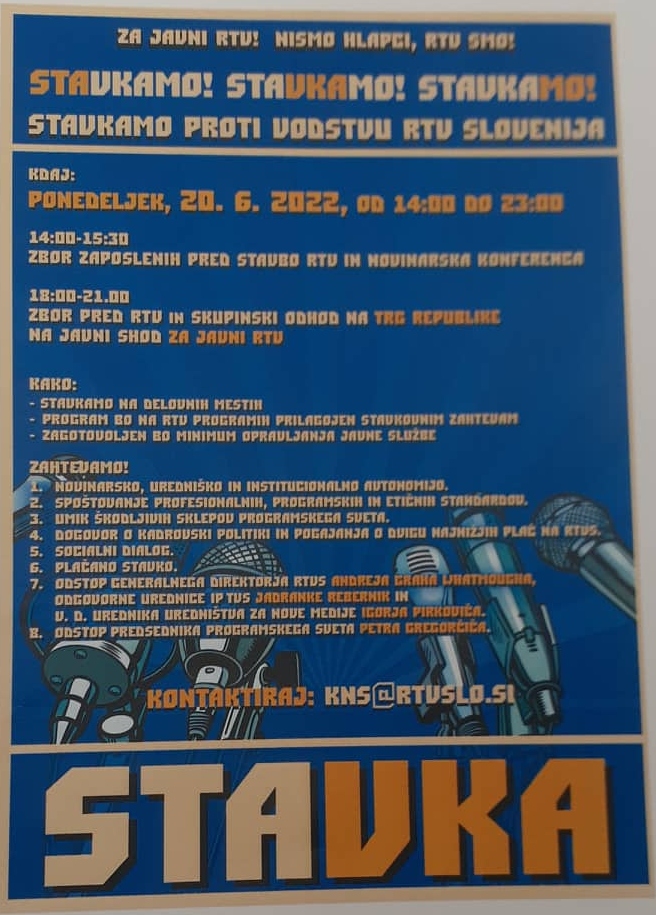 ZA JAVNI RTV! NISMO HLAPCI, RTV SMO!
STAVKAMO! STAVKAMO! STAVKAMO!
STAVKAMO PROTI VODSTVU RTV SLOVENIJA
KDAJ:
PONEDELJEK, 20. 6. 2022, OD 14:00 DO 23:00
14:00-15:30
ZBOR ZAPOSLENIH PRED STAVBO RTV IN NOVINARSKA KONFERENCA
18:00-21.00
ZBOR PRED RTV IN SKUPINSKI ODHOD NA TRG REPUBLIKE
NA JAVNI SHOD ZA JAVNI RTV
KAKO:
- STAVKAMO NA DELOVNIH MESTIH
- PROGRAM BO NA RTV PROGRAMIH PRILAGOJEN STAVKOVNIM ZAHTEVAM
- ZAGOTOVOLJEN BO MINIMUM OPRAVLJANJA JAVNE SLUŽBE
ZAHTEVAMO!
1. NOVINARSKO, UREDNIŠKO IN INSTITUCIONALNO AVTONOMIJO.
2. SPOŠTOVANJE PROFESIONALNIH, PROGRAMSKIH IN ETIČNIH STANDARDOV.
3. UMIK ŠKODLJIVIH SKLEPOV PROGRAMSKEGA SVETA.
4. DOGOVOR O KADROVSKI POLITIKI IN POGAJANJA O DVIGU NAJNIŽJIH PLAČ NA RTVS.
5. SOCIALNI DIALOG.
6. PLAČANO STAVKO.
7. ODSTOP GENERALNEGA DIREKTORJA RTVS ANDREJA GRAHA WHATMOUGHA,
ODGOVORNE UREDNICE IP TVS JADRANKE REBERNIK IN
V. D. UREDNIKA UREDNIŠTVA ZA NOVE MEDIJE IGORJA PIRKOVIČA.
8. ODSTOP PREDSEDNIKA PROGRAMSKEGA SVETA PETRA GREGORČIČA.
KONTAKTIRAJ: KNS@RTVSLO.SI
STAVKA